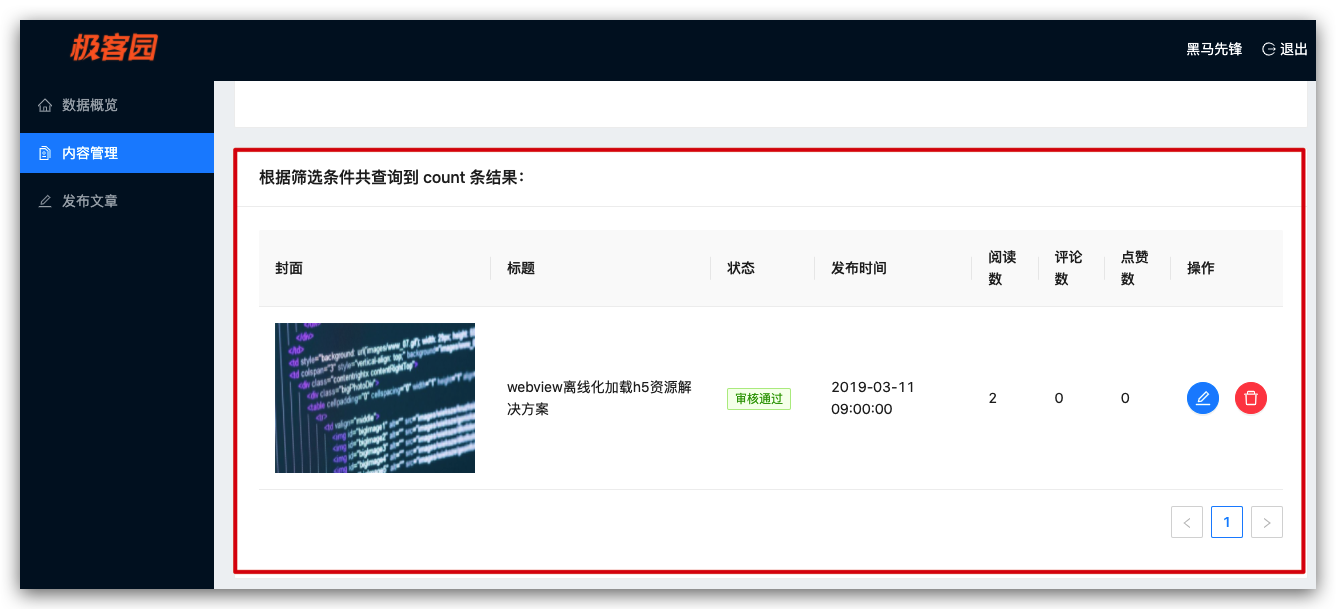 极客园
黑马先锋 退出
数据概览
内容管理
发布文章
根据筛选条件共查询到 count 条结果：
封面 标题 状态 发布时间 阅读数 评论数 点赞数 操作
webview离线化加载h5资源解
决方案
审核通过
2019-03-11
09:00:00
2 0 0
< 1 >